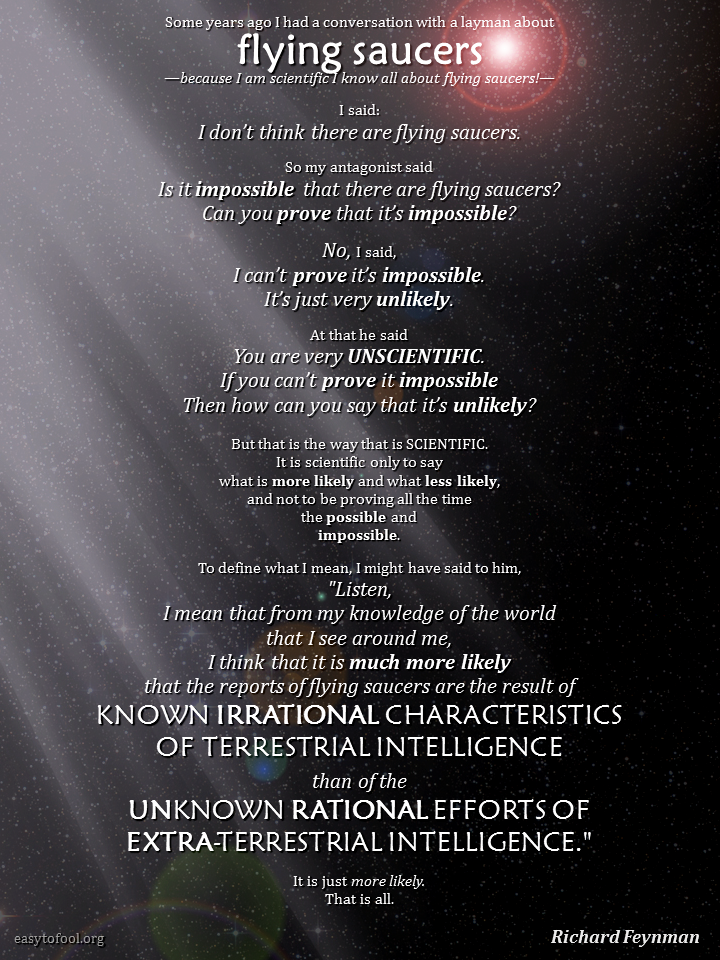 Some years ago I had a conversation with a layman about
flying saucers
—because I am scientific I know all about flying saucers!—
I said:
I don't think there are flying saucers.
So my antagonist said
Is it impossible that there are flying saucers?
Can you prove that it's impossible?
No, I said,
I can't prove it's impossible.
It's just very unlikely.
At that he said
You are very UNSCIENTIFIC.
If you can't prove it impossible
Then how can you say that it's unlikely?
But that is the way that is SCIENTIFIC.
It is scientific only to say
what is more likely and what less likely,
and not to be proving all the time
the possible and
impossible.
To define what I mean, I might have said to him,
"Listen,
I mean that from my knowledge of the world
that I see around me,
I think that it is much more likely
that the reports of flying saucers are the result of
KNOWN IRRATIONAL CHARACTERISTICS
OF TERRESTRIAL INTELLIGENCE
than of the
UNKNOWN RATIONAL EFFORTS OF
EXTRA-TERRESTRIAL INTELLIGENCE."
It is just more likely.
That is all.
easytofool.org
Richard Feynman